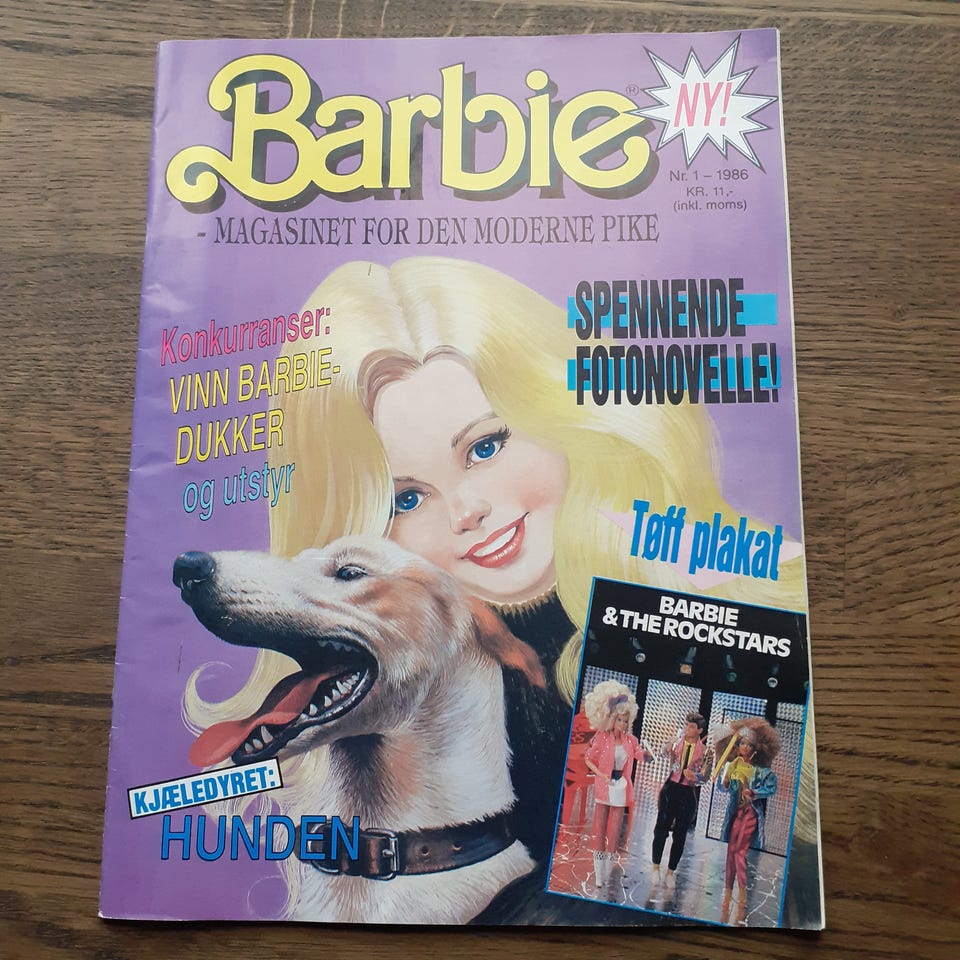 Barbie®
NY!
Nr. 1 – 1986
KR. 11,-
(inkl. moms)
- MAGASINET FOR DEN MODERNE PIKE
Konkurranser:
VINN BARBIE-
DUKKER
og utstyr
SPENNENDE
FOTONOVELLE!
Tøff plakat
BARBIE
& THE ROCKSTARS
KJÆLEDYRET:
HUNDEN